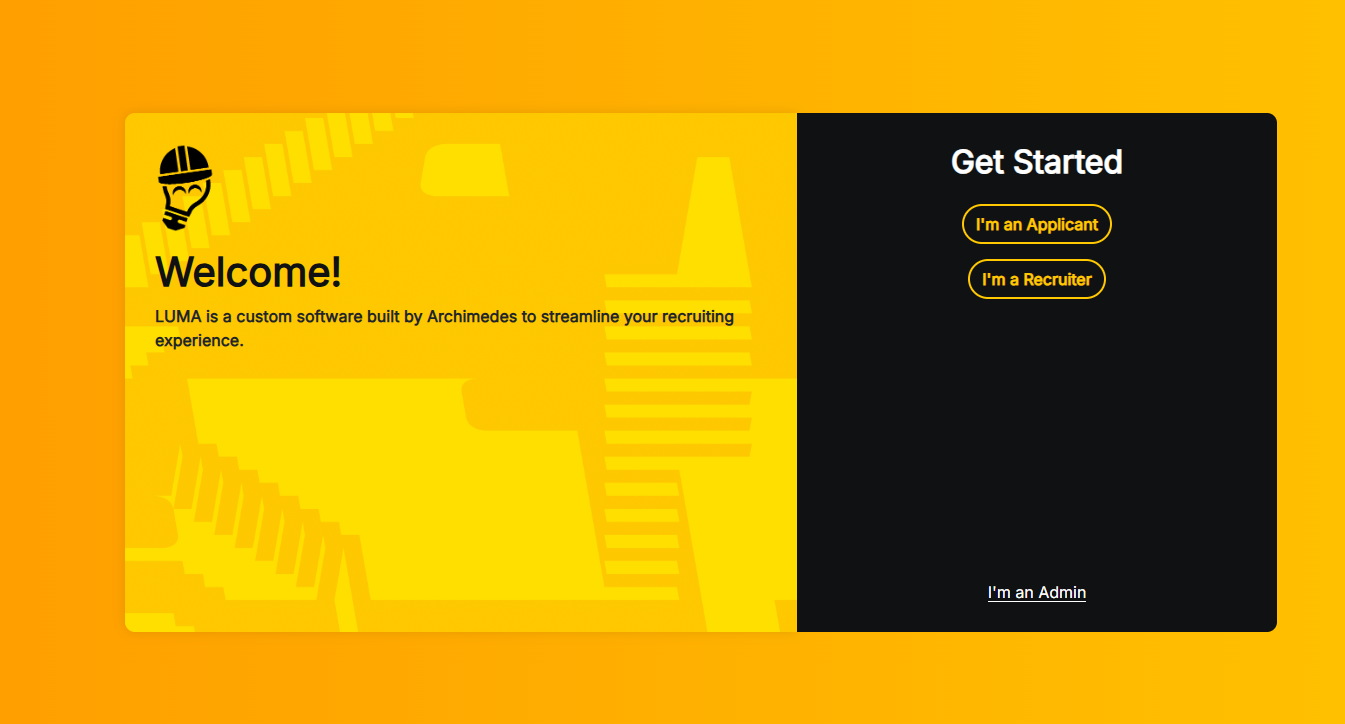 Welcome!
LUMA is a custom software built by Archimedes to streamline your recruiting
experience.
Get Started
I'm an Applicant
I'm a Recruiter
I'm an Admin